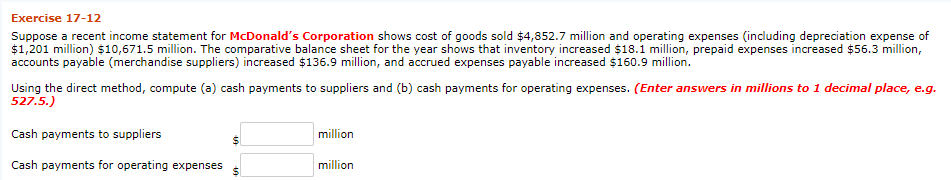 Exercise 17-12
Suppose a recent income statement for McDonald's Corporation shows cost of goods sold $4,852.7 million and operating expenses (including depreciation expense of
$1,201 million) $10,671.5 million. The comparative balance sheet for the year shows that inventory increased $18.1 million, prepaid expenses increased $56.3 million,
accounts payable (merchandise suppliers) increased $136.9 million, and accrued expenses payable increased $160.9 million.
Using the direct method, compute (a) cash payments to suppliers and (b) cash payments for operating expenses. (Enter answers in millions to 1 decimal place, e.g.
527.5.)
Cash payments to suppliers $ million
Cash payments for operating expenses $ million